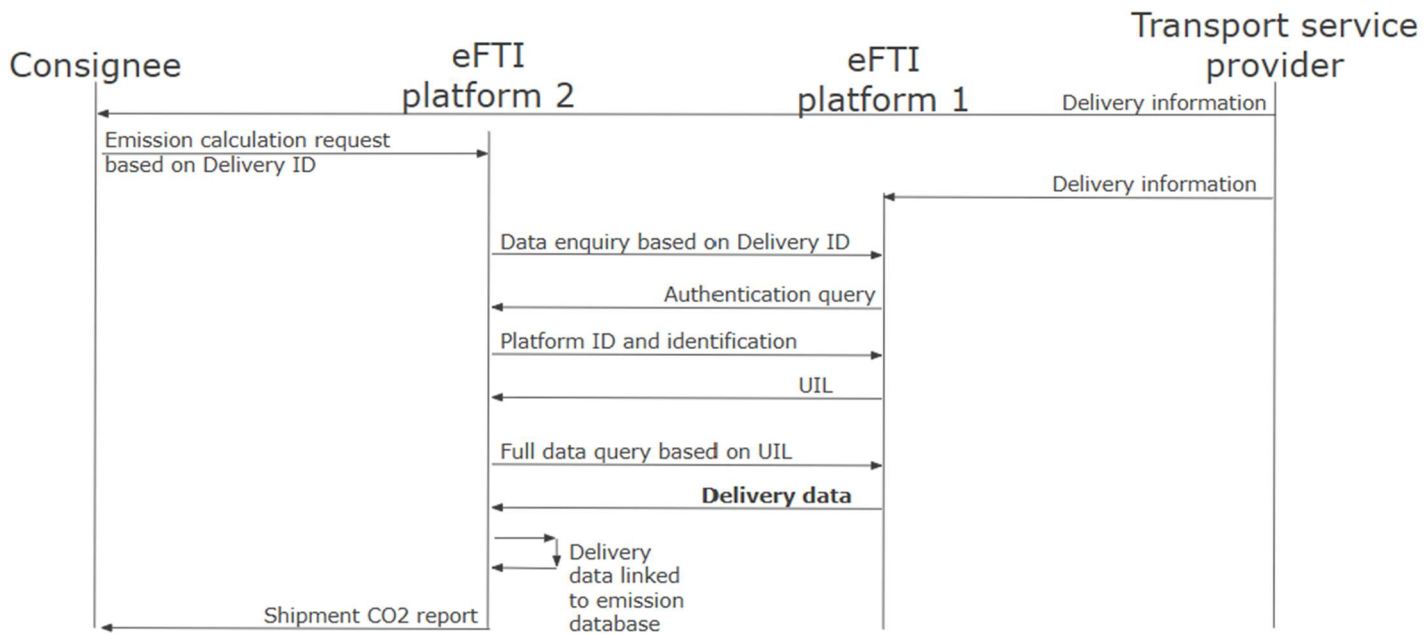 Consignee
eFTI
platform 2
eFTI
platform 1
Transport service
provider
Delivery information
Emission calculation request
based on Delivery ID
Delivery information
Data enquiry based on Delivery ID
Authentication query
Platform ID and identification
UIL
Full data query based on UIL
Delivery data
Delivery
data linked
to emission
database
Shipment CO2 report